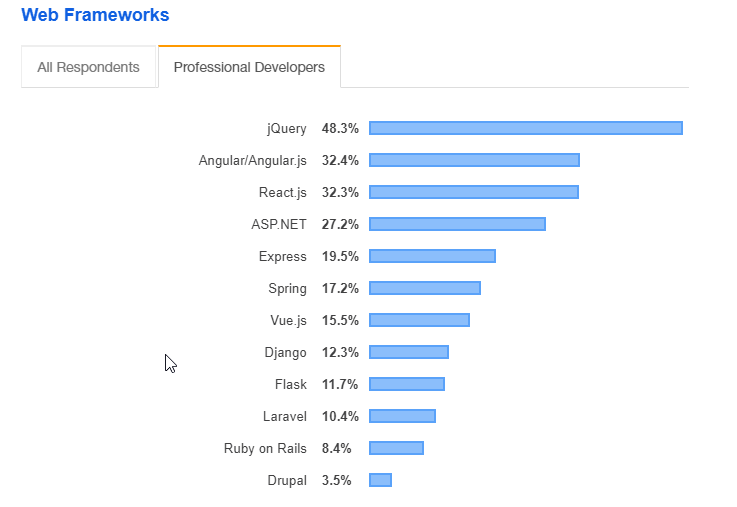 Web Frameworks
All Respondents Professional Developers
jQuery 48.3%
Angular/Angular.js 32.4%
React.js 32.3%
ASP.NET 27.2%
Express 19.5%
Spring 17.2%
Vue.js 15.5%
Django 12.3%
Flask 11.7%
Laravel 10.4%
Ruby on Rails 8.4%
Drupal 3.5%